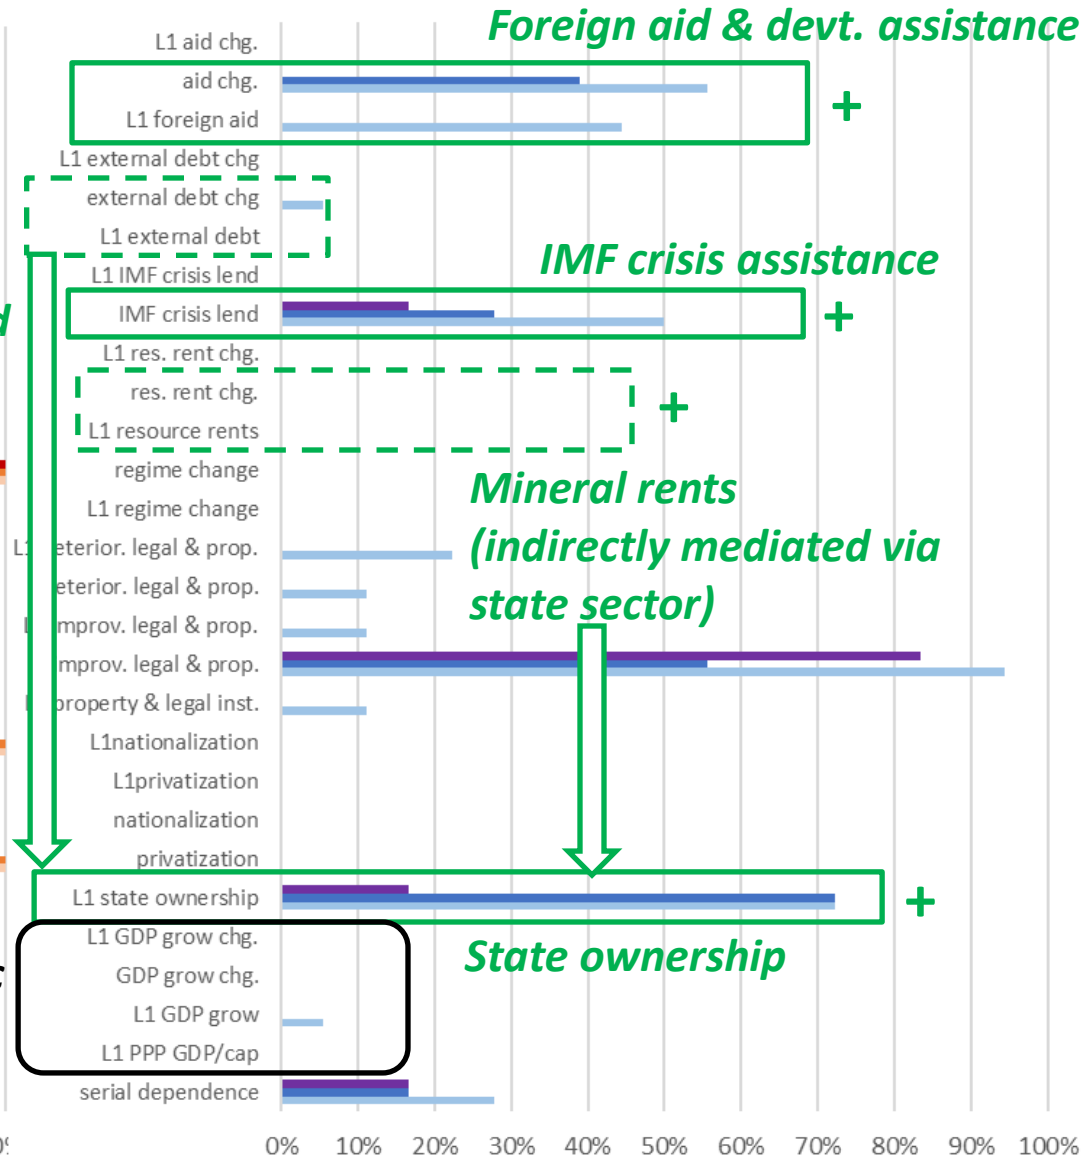 Foreign aid & devt. assistance
L1 aid chg.
aid chg.
+
L1 foreign aid
L1 external debt chg
external debt chg
L1 external debt
IMF crisis assistance
L1 IMF crisis lend
IMF crisis lend
+
L1 res. rent chg.
res. rent chg.
+
L1 resource rents
regime change
Mineral rents
L1 regime change
(indirectly mediated via
L1 eterior. legal & prop.
eterior. legal & prop.
state sector)
mprov. legal & prop.
mprov. legal & prop.
property & legal inst.
L1nationalization
L1privatization
nationalization
privatization
L1 state ownership
+
L1 GDP grow chg.
State ownership
GDP grow chg.
L1 GDP grow
L1 PPP GDP/cap
serial dependence
0% 10% 20% 30% 40% 50% 60% 70% 80% 90% 100%